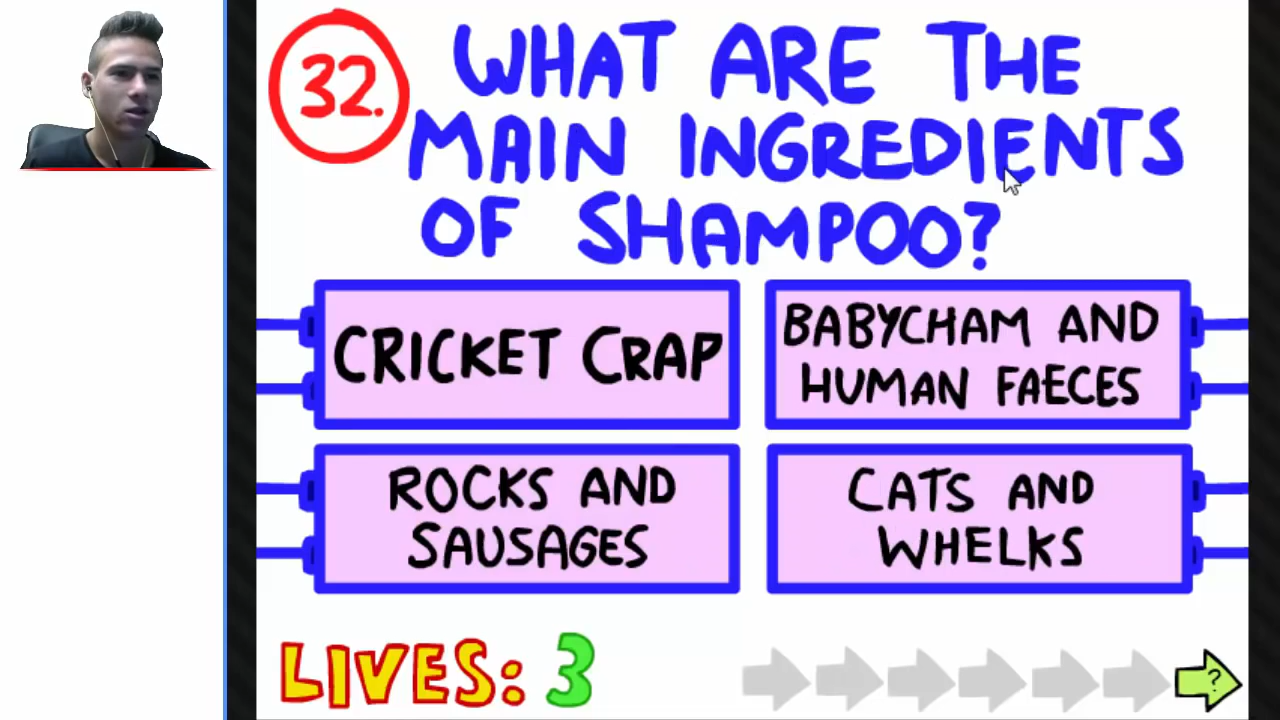 32.
WHAT ARE THE
MAIN INGREDIENTS
OF SHAMPOO?
CRICKET CRAP
BABYCHAM AND
HUMAN FAECES
ROCKS AND
SAUSAGES
CATS AND
WHELKS
LIVES: 3
?